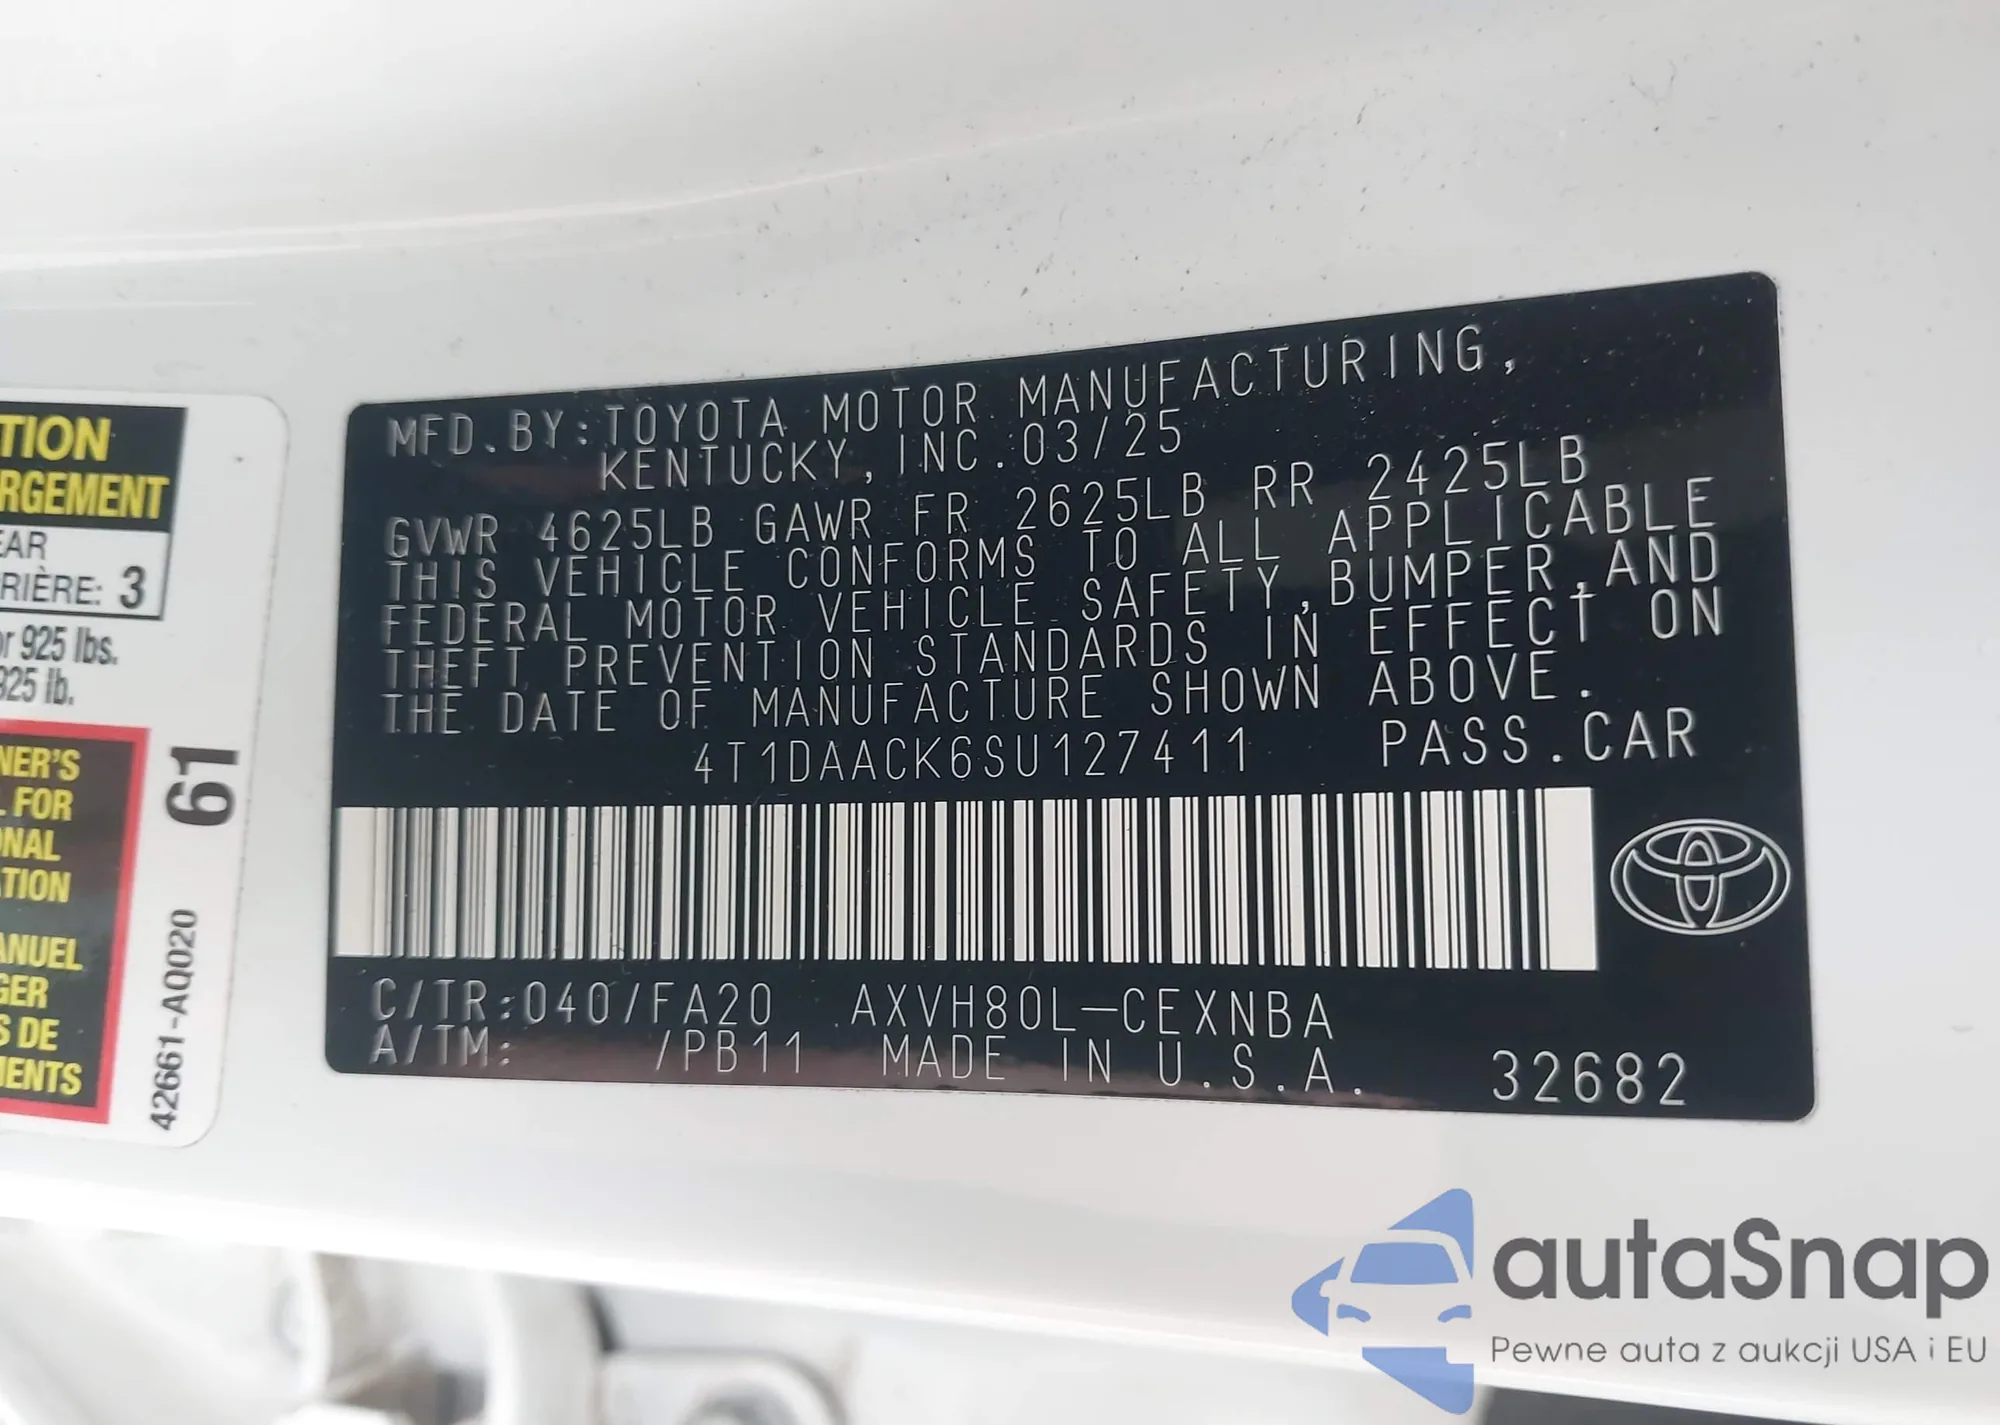 TION
RGEMENT
EAR
RIÈRE: 3
or 925 lbs.
925 lb.
NER'S
L FOR
ONAL
ATION
ANUEL
GER
S DE
MENTS
61
42661-AQ020
MFD.BY:TOYOTA MOTOR MANUFACTURING,
KENTUCKY,INC.03/25
GVWR 4625LB GAWR FR 2625LB RR 2425LB
THIS VEHICLE CONFORMS TO ALL APPLICABLE
FEDERAL MOTOR VEHICLE SAFETY,BUMPER,AND
THEFT PREVENTION STANDARDS IN EFFECT ON
THE DATE OF MANUFACTURE SHOWN ABOVE.
4T1DAACK6SU127411 PASS.CAR
C/TR:040/FA20 AXVH80L-CEXNBA
A/TM: /PB11 MADE IN U.S.A. 32682
autaSnap
Pewne auta z aukcji USA i EU